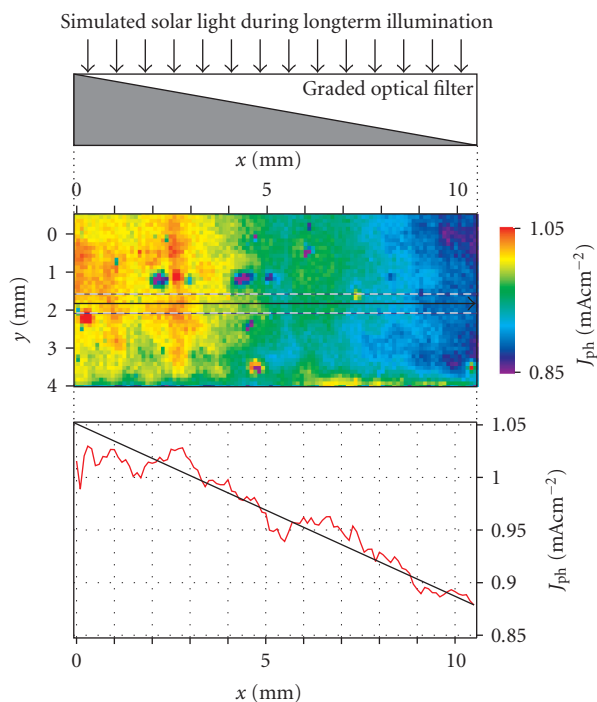 Simulated solar light during longterm illumination
Graded optical filter
x (mm)
0 5 10
0
1
2
3
4
y (mm)
1.05
0.85
J_ph (mAcm⁻²)
1.05
1
0.95
0.9
0.85
J_ph (mAcm⁻²)
0 5 10
x (mm)